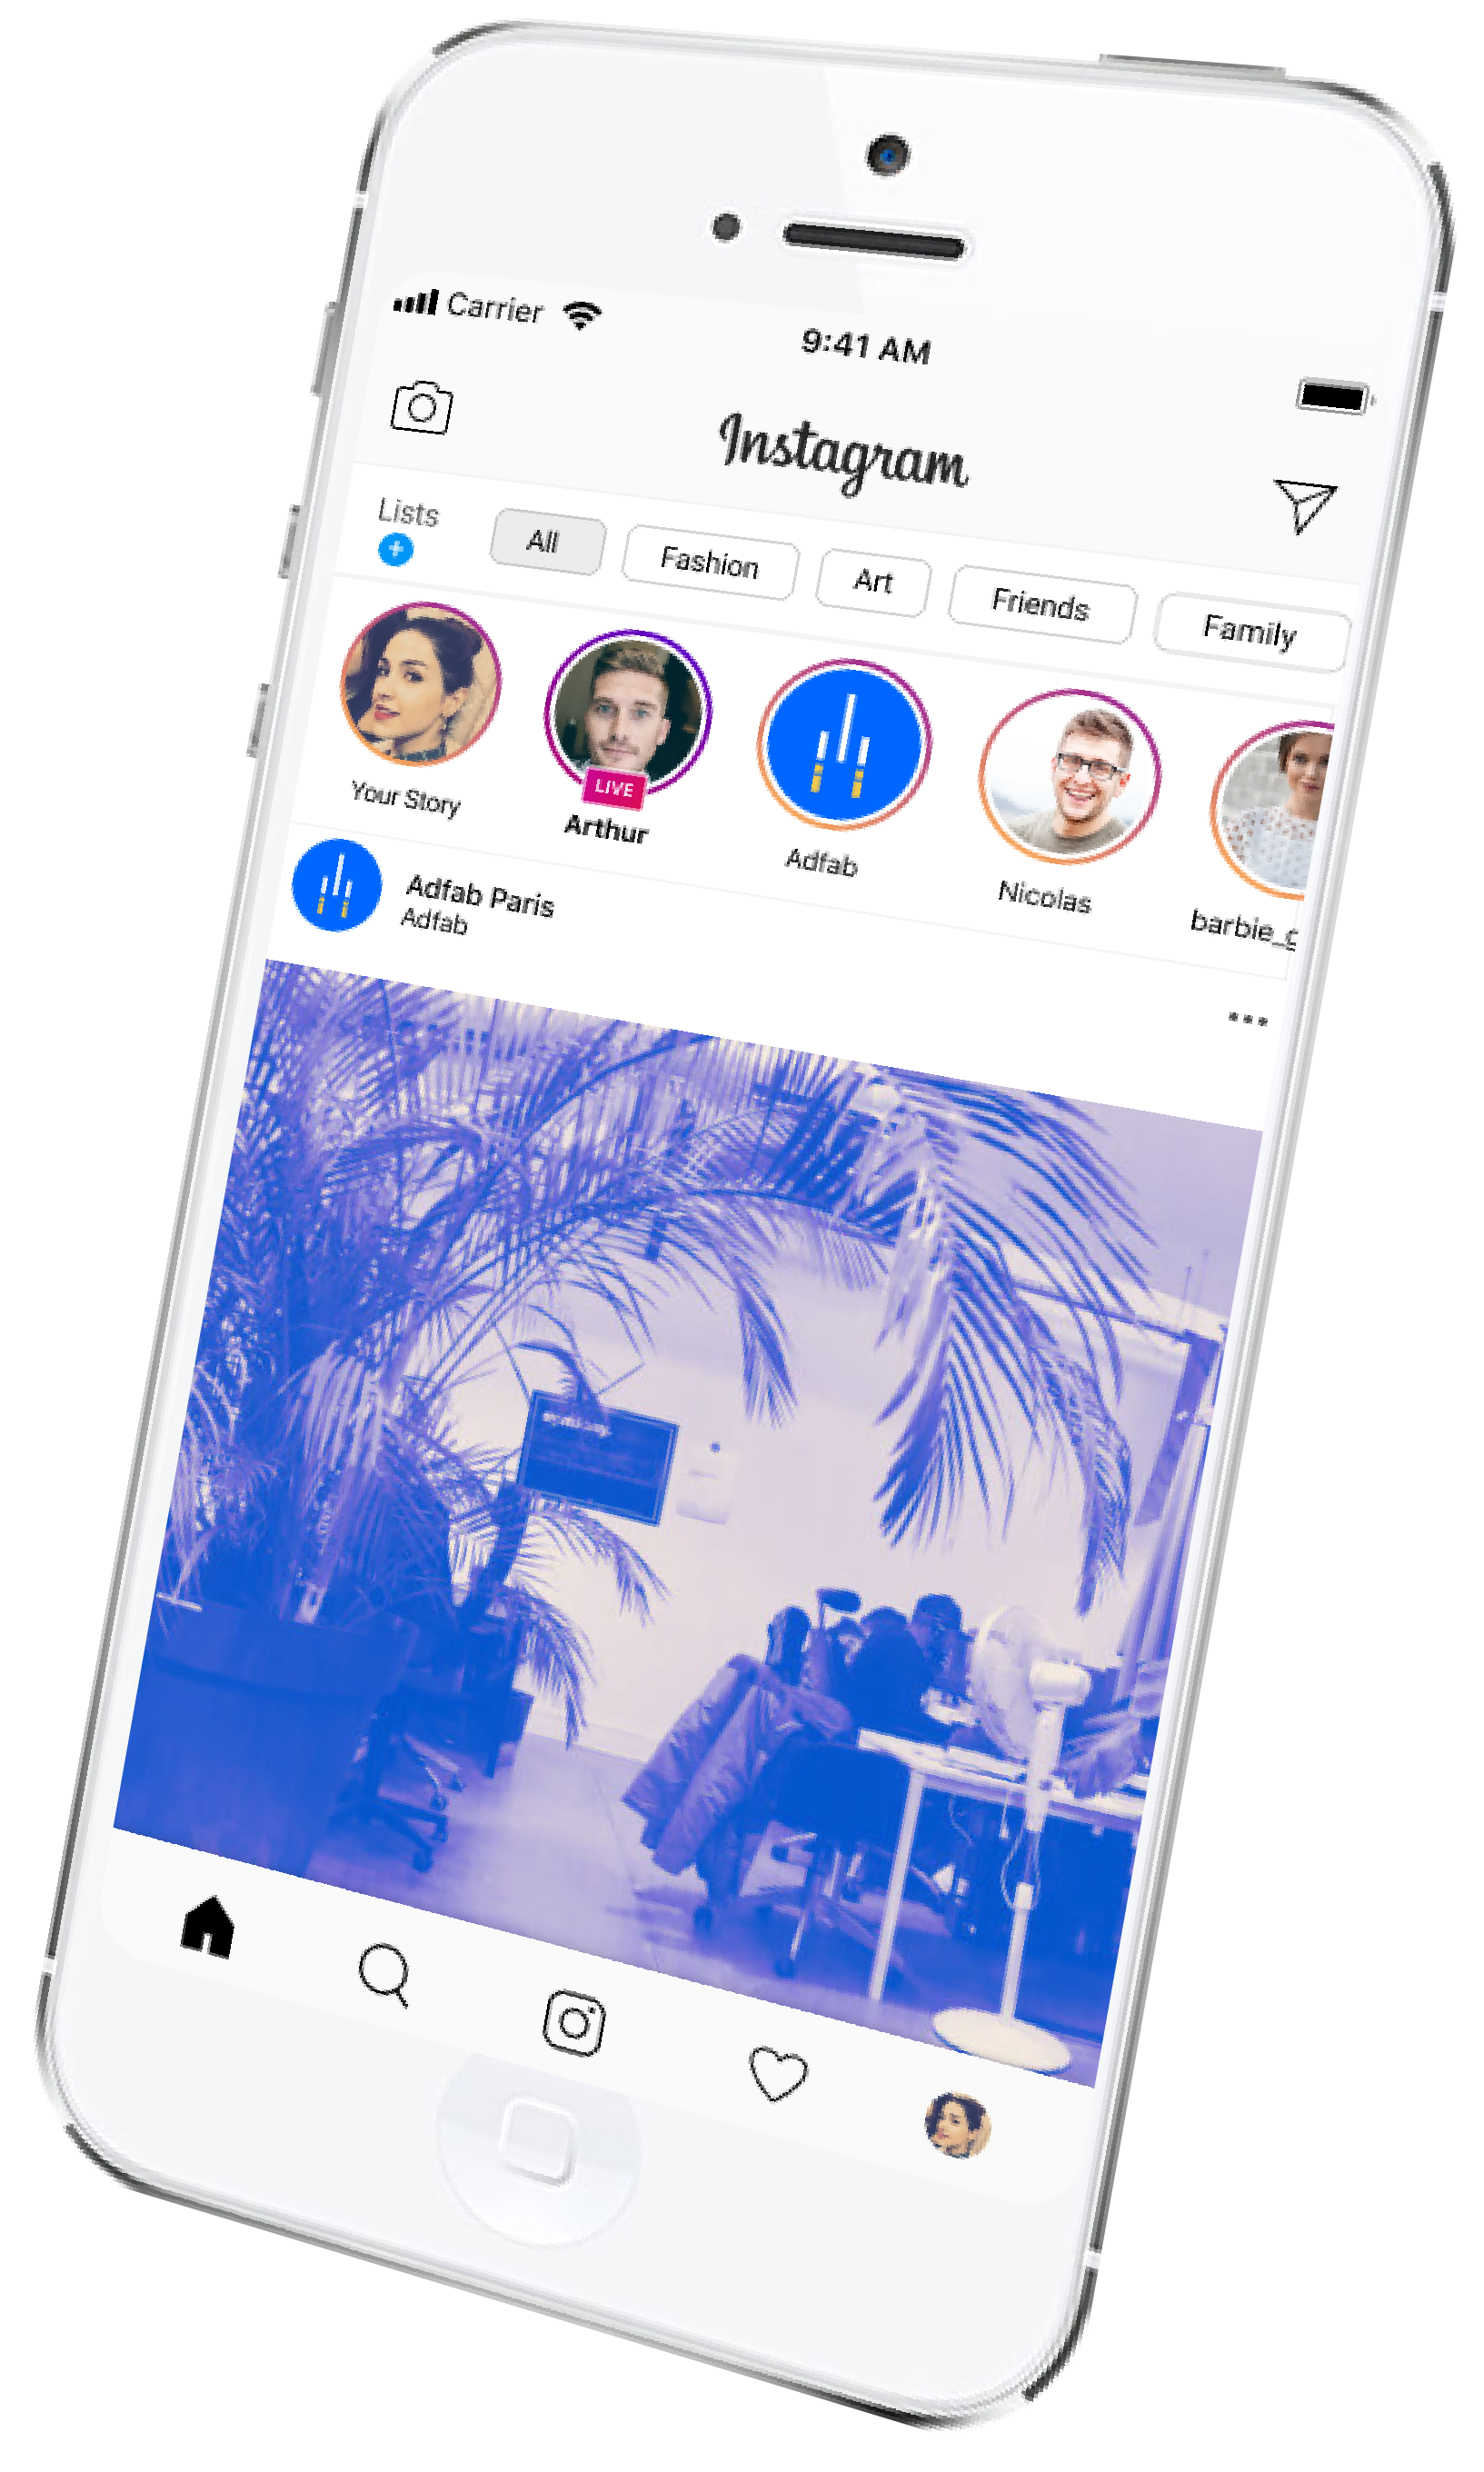 Carrier
9:41 AM
Instagram
Lists
All
Fashion
Art
Friends
Family
Your Story
LIVE
Arthur
Adfab
Nicolas
barbie_
Adfab Paris
Adfab